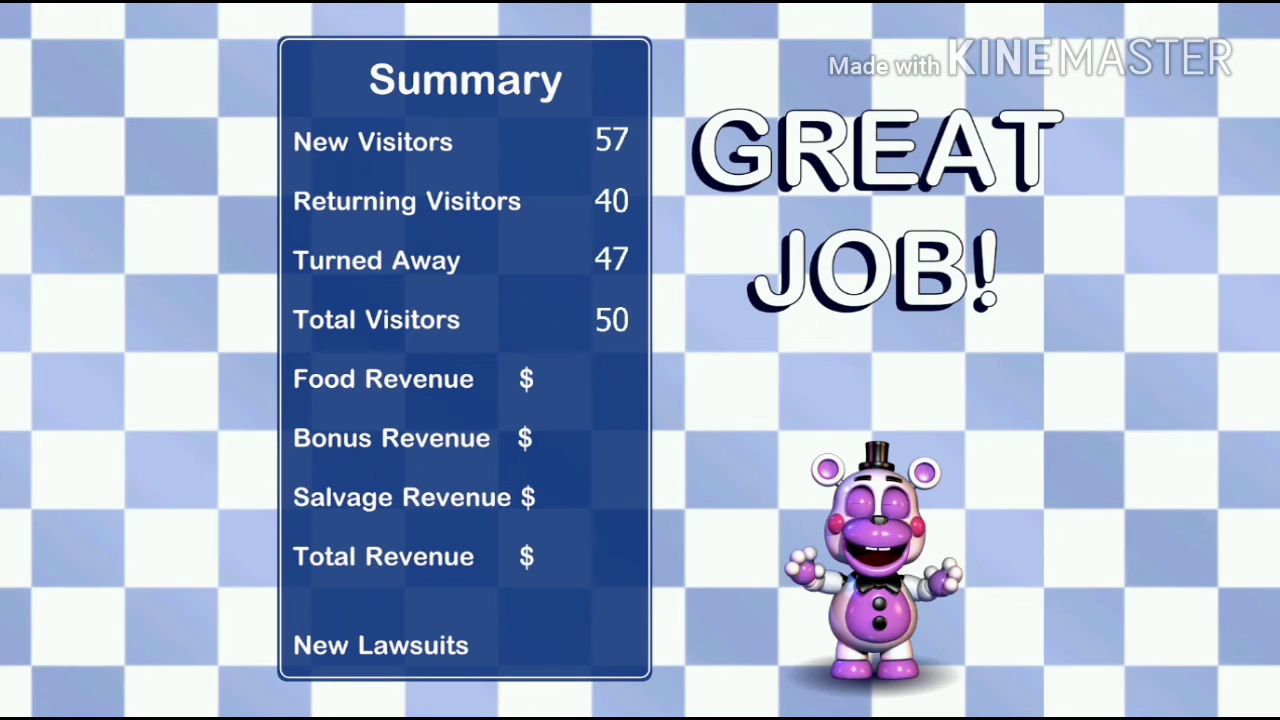 Made with KINEMASTER
Summary
New Visitors 57
Returning Visitors 40
Turned Away 47
Total Visitors 50
Food Revenue $
Bonus Revenue $
Salvage Revenue $
Total Revenue $
New Lawsuits
GREAT
JOB!